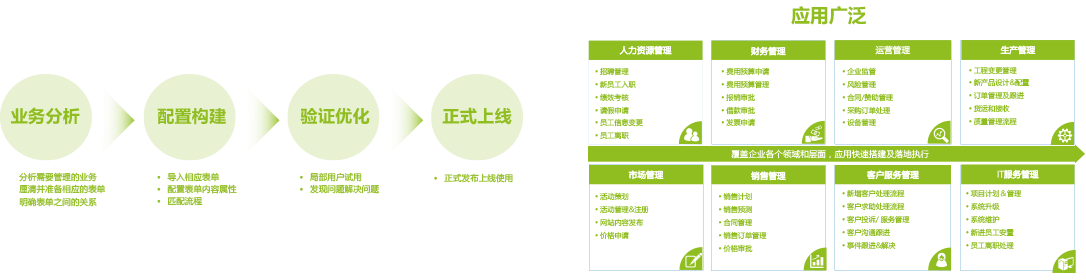 业务分析
分析需要管理的业务
厘清并准备相应的表单
明确表单之间的关系
配置构建
• 导入相应表单
• 配置表单内容属性
• 匹配流程
验证优化
• 局部用户试用
• 发现问题解决问题
正式上线
• 正式发布上线使用
应用广泛
人力资源管理
• 招聘管理
• 新员工入职
• 绩效考核
• 请假申请
• 员工信息变更
• 员工离职
财务管理
• 费用预算申请
• 费用预算管理
• 报销审批
• 借款审批
• 发票申请
运营管理
• 企业监督
• 风险管理
• 合同/赞助管理
• 采购订单处理
• 设备管理
生产管理
• 工程变更管理
• 新产品设计&配置
• 订单管理及跟进
• 货运和接收
• 质量管理流程
覆盖企业各个领域和层面，应用快速搭建及落地执行
市场管理
• 活动策划
• 活动管理&注册
• 网站内容发布
• 价格申请
销售管理
• 销售计划
• 销售预测
• 合同管理
• 销售订单管理
• 价格审批
客户服务管理
• 新增客户处理流程
• 客户求助处理流程
• 客户投诉/ 服务管理
• 客户沟通跟进
• 事件跟进&解决
IT服务管理
• 项目计划 & 管理
• 系统升级
• 系统维护
• 新进员工安置
• 员工离职处理